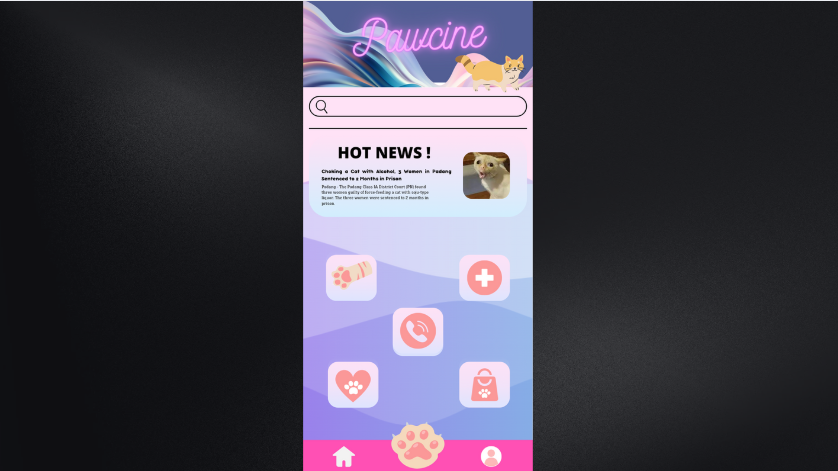 Pawcine
HOT NEWS !
Choking a Cat with Alcohol, 3 Women in Padang
Sentenced to 2 Months in Prison
Padang - The Padang Class IA District Court (PN) found
three women guilty of force-feeding a cat with soju-type
liquor. The three women were sentenced to 2 months in
prison